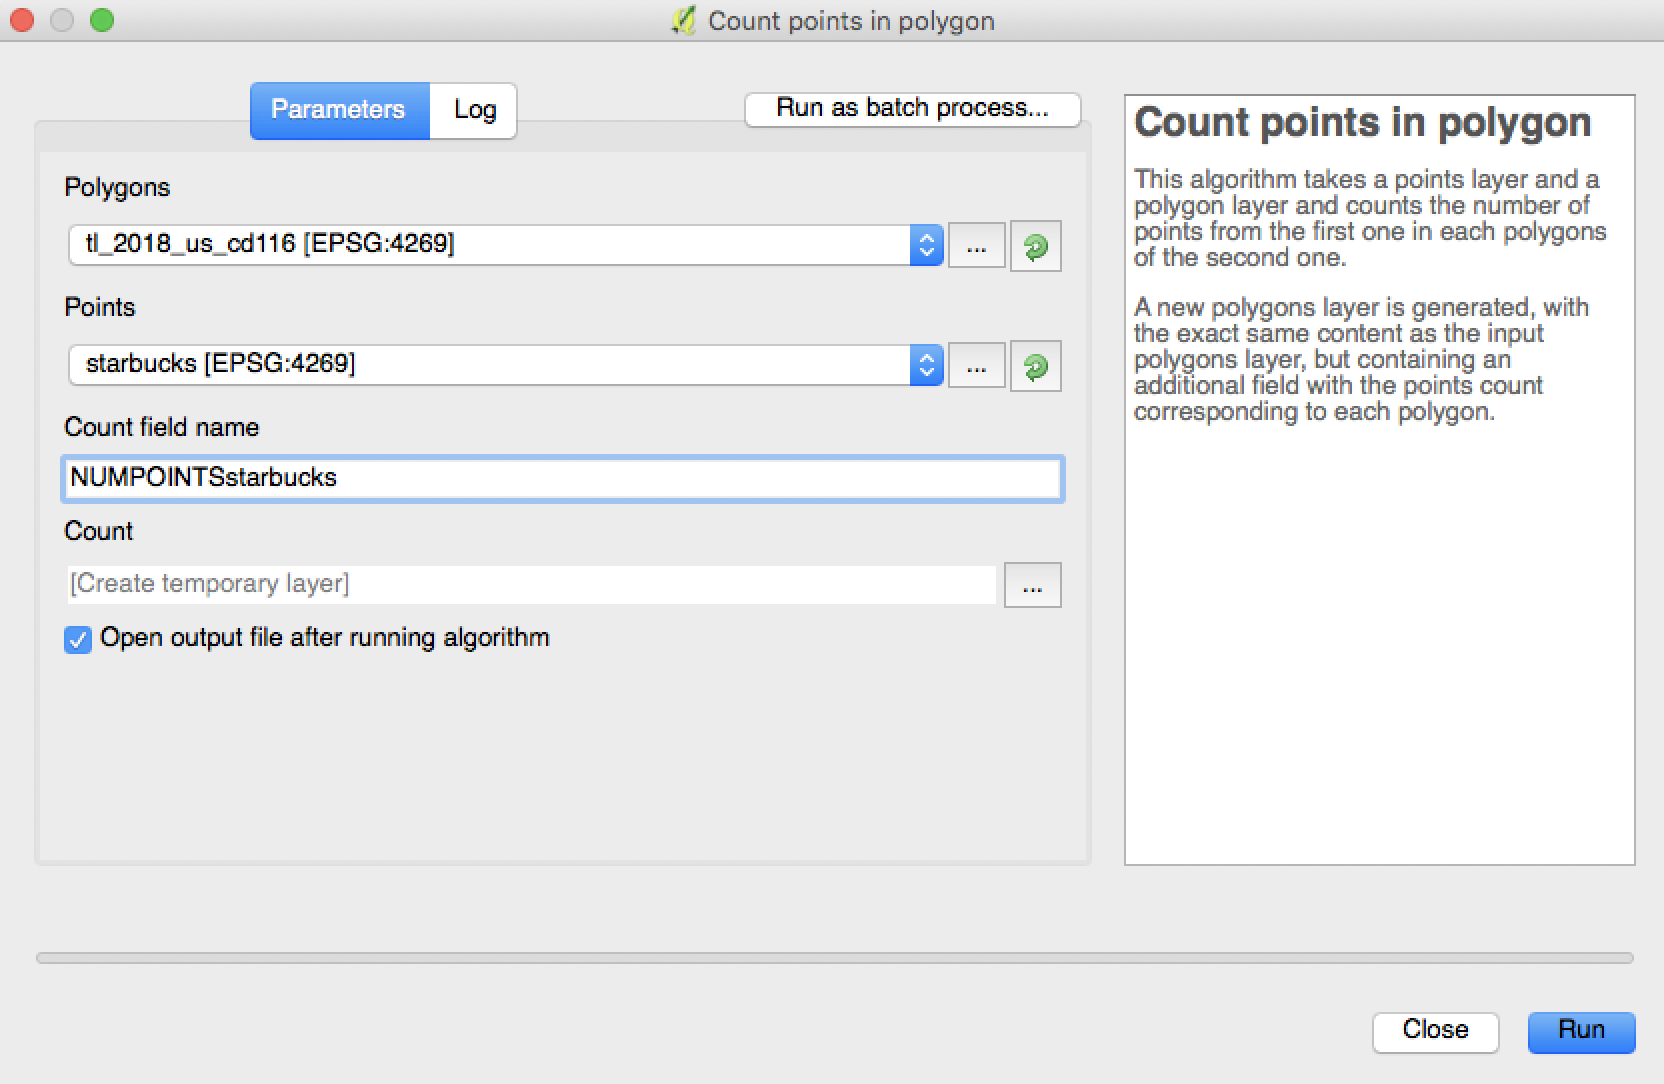 Count points in polygon
Parameters
Log
Run as batch process...
Polygons
tl_2018_us_cd116 [EPSG:4269]
...
Points
starbucks [EPSG:4269]
...
Count field name
NUMPOINTSstarbucks
Count
[Create temporary layer]
...
Open output file after running algorithm
Count points in polygon
This algorithm takes a points layer and a
polygon layer and counts the number of
points from the first one in each polygons
of the second one.
A new polygons layer is generated, with
the exact same content as the input
polygons layer, but containing an
additional field with the points count
corresponding to each polygon.
Close
Run